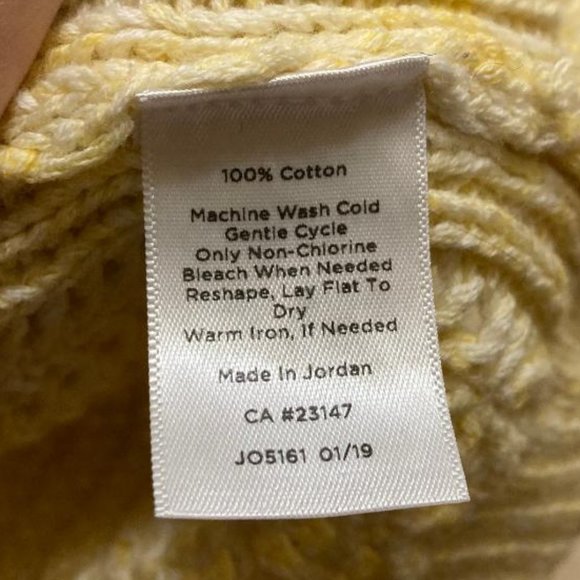 100% Cotton
Machine Wash Cold
Gentle Cycle
Only Non-Chlorine
Bleach When Needed
Reshape, Lay Flat To
Dry
Warm Iron, If Needed
Made In Jordan
CA #23147
JO5161 01/19